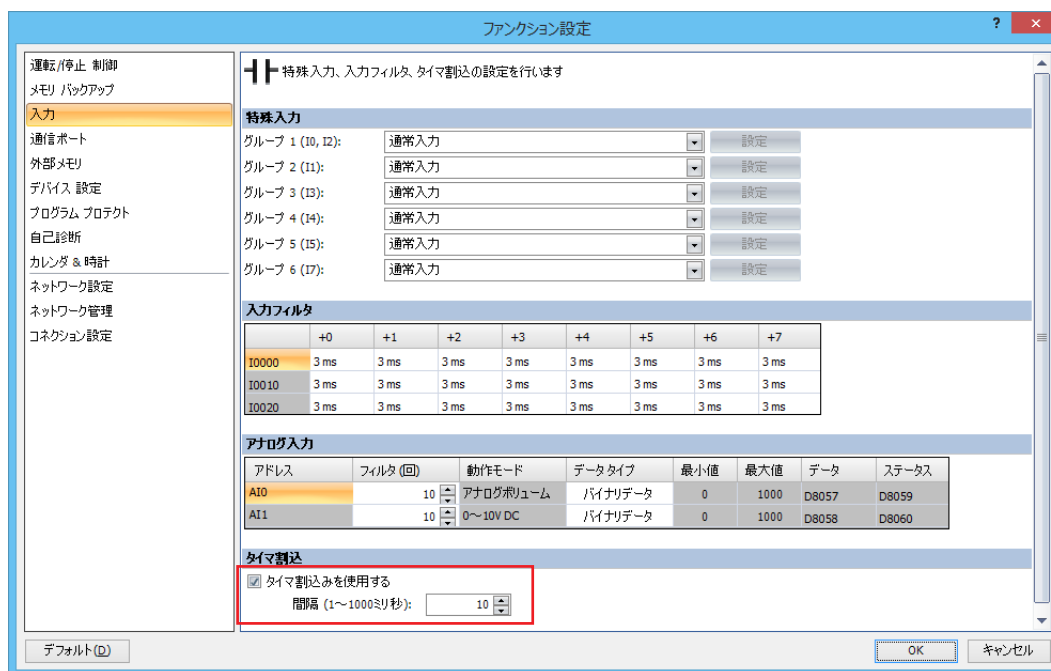 ファンクション設定
? ×
運転/停止 制御
メモリ バックアップ
入力
通信ポート
外部メモリ
デバイス 設定
プログラム プロテクト
自己診断
カレンダ & 時計
ネットワーク設定
ネットワーク管理
コネクション設定
特殊入力、入力フィルタ、タイマ割込の設定を行います
特殊入力
グループ 1 (I0, I2): 通常入力 設定
グループ 2 (I1): 通常入力 設定
グループ 3 (I3): 通常入力 設定
グループ 4 (I4): 通常入力 設定
グループ 5 (I5): 通常入力 設定
グループ 6 (I7): 通常入力 設定
入力フィルタ
+0 +1 +2 +3 +4 +5 +6 +7
I0000 3 ms 3 ms 3 ms 3 ms 3 ms 3 ms 3 ms 3 ms
I0010 3 ms 3 ms 3 ms 3 ms 3 ms 3 ms 3 ms 3 ms
I0020 3 ms 3 ms 3 ms 3 ms 3 ms 3 ms 3 ms 3 ms
アナログ入力
アドレス フィルタ (回) 動作モード データ タイプ 最小値 最大値 データ ステータス
AI0 10 アナログボリューム バイナリデータ 0 1000 D8057 D8059
AI1 10 0～10V DC バイナリデータ 0 1000 D8058 D8060
タイマ割込
タイマ割込みを使用する
間隔 (1～1000ミリ秒): 10
デフォルト(D) OK キャンセル